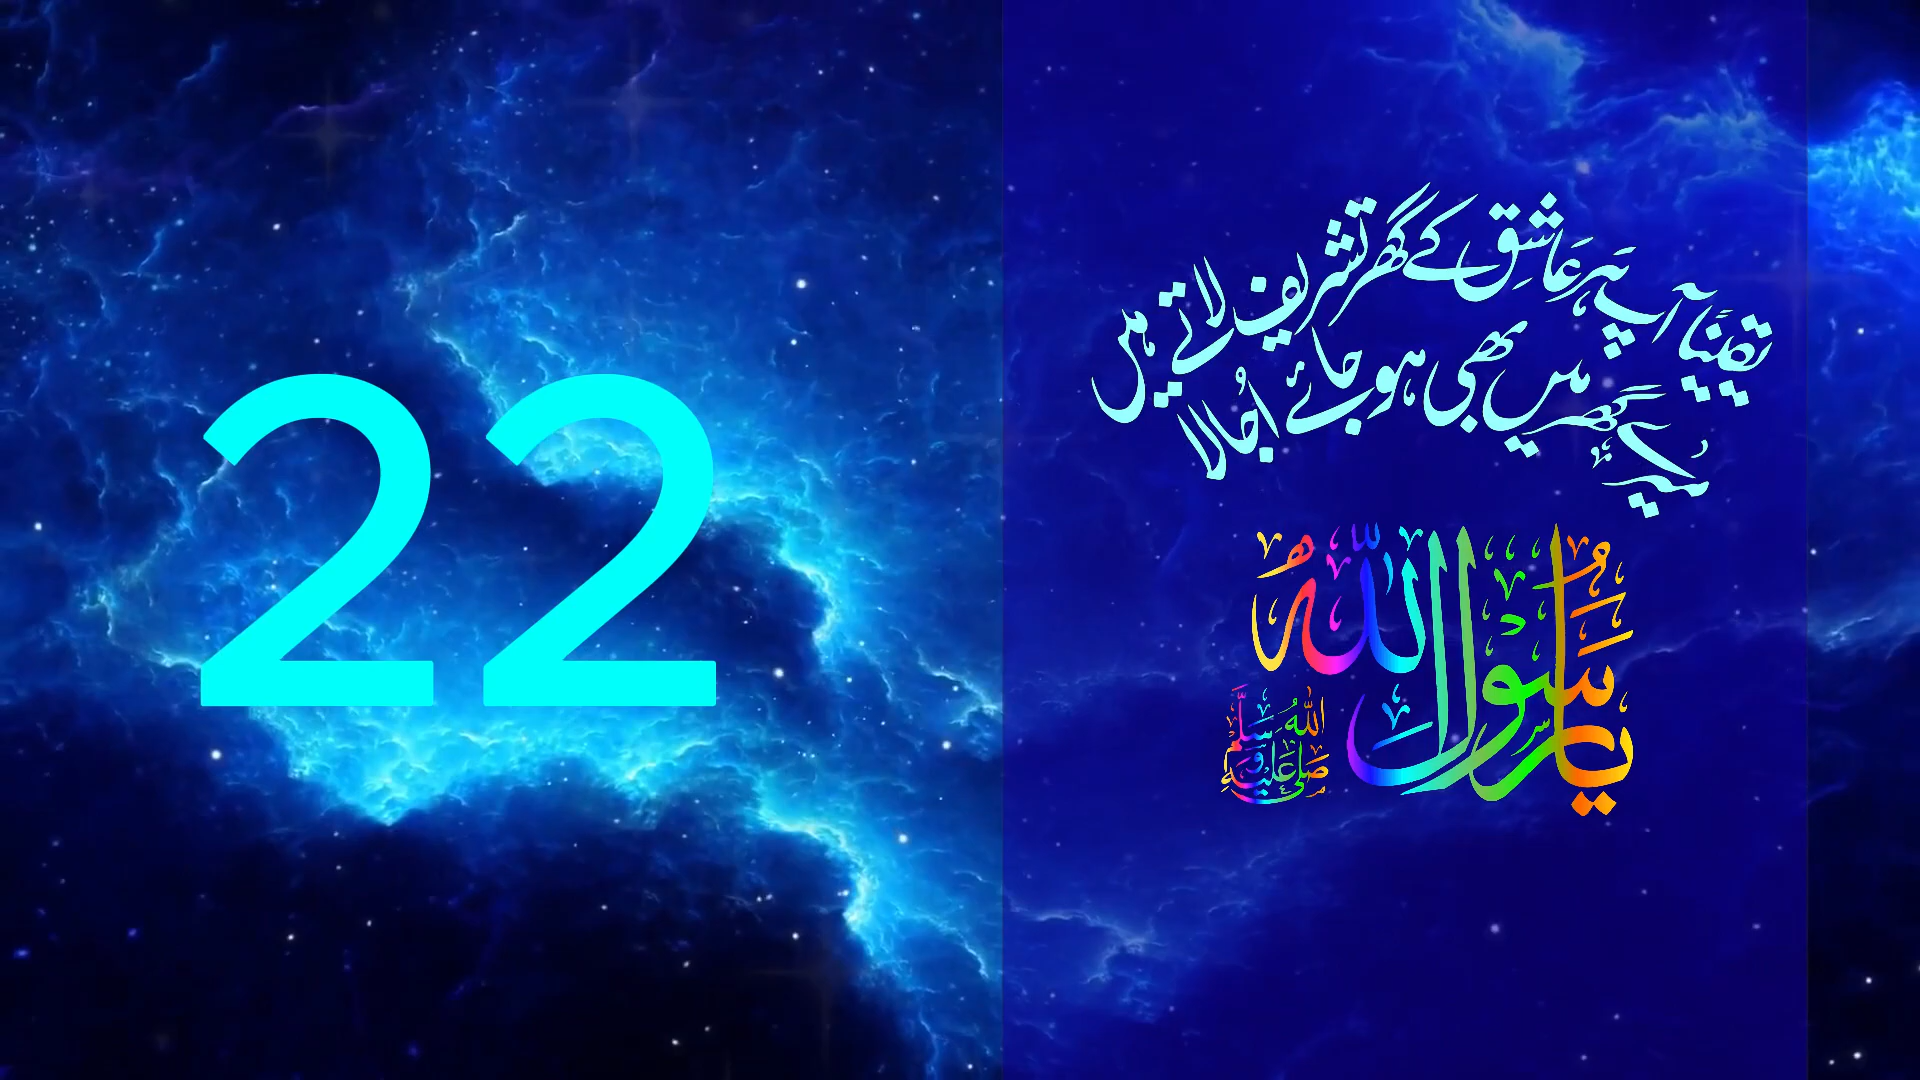 22
یقیناً آپ ہر عاشق کے گھر تشریف لاتے ہیں
میرے گھر میں بھی ہو جائے اُجالا
یا رسول اللہ
صلی اللہ علیہ وسلم